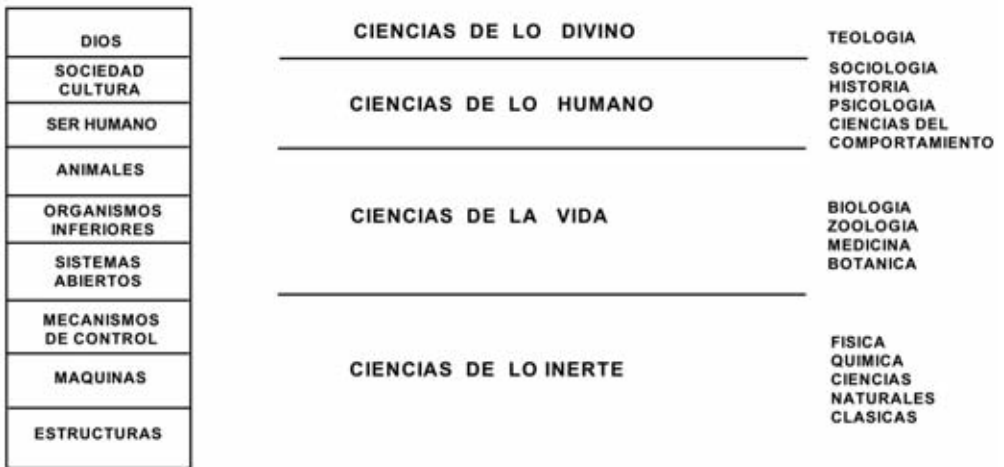 DIOS
SOCIEDAD
CULTURA
SER HUMANO
ANIMALES
ORGANISMOS
INFERIORES
SISTEMAS
ABIERTOS
MECANISMOS
DE CONTROL
MAQUINAS
ESTRUCTURAS
CIENCIAS DE LO DIVINO
CIENCIAS DE LO HUMANO
CIENCIAS DE LA VIDA
CIENCIAS DE LO INERTE
TEOLOGIA
SOCIOLOGIA
HISTORIA
PSICOLOGIA
CIENCIAS DEL
COMPORTAMIENTO
BIOLOGIA
ZOOLOGIA
MEDICINA
BOTANICA
FISICA
QUIMICA
CIENCIAS
NATURALES
CLASICAS